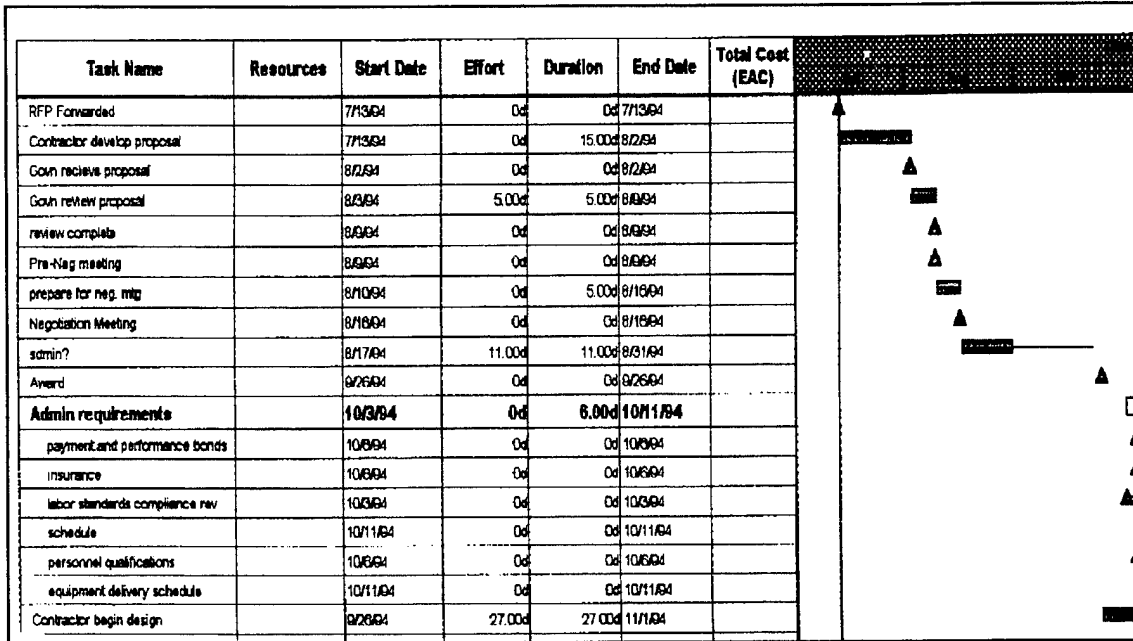 Task Name Resources Start Date Effort Duration End Date Total Cost (EAC)
RFP Forwarded 7/13/94 0d 0d 7/13/94
Contractor develop proposal 7/13/94 0d 15.00d 8/2/94
Govn recieve proposal 8/2/94 0d 0d 8/2/94
Govn review proposal 8/3/94 5.00d 5.00d 8/9/94
review complete 8/9/94 0d 0d 8/9/94
Pre-Neg meeting 8/9/94 0d 0d 8/9/94
prepare for neg. mtg 8/10/94 0d 5.00d 8/16/94
Negotiation Meeting 8/16/94 0d 0d 8/16/94
admin? 8/17/94 11.00d 11.00d 8/31/94
Award 9/26/94 0d 0d 9/26/94
Admin requirements 10/3/94 0d 6.00d 10/11/94
payment and performance bonds 10/6/94 0d 0d 10/6/94
insurance 10/6/94 0d 0d 10/6/94
labor standards compliance rev 10/3/94 0d 0d 10/3/94
schedule 10/11/94 0d 0d 10/11/94
personnel qualifications 10/6/94 0d 0d 10/6/94
equipment delivery schedule 10/11/94 0d 0d 10/11/94
Contractor begin design 9/26/94 27.00d 27.00d 11/1/94